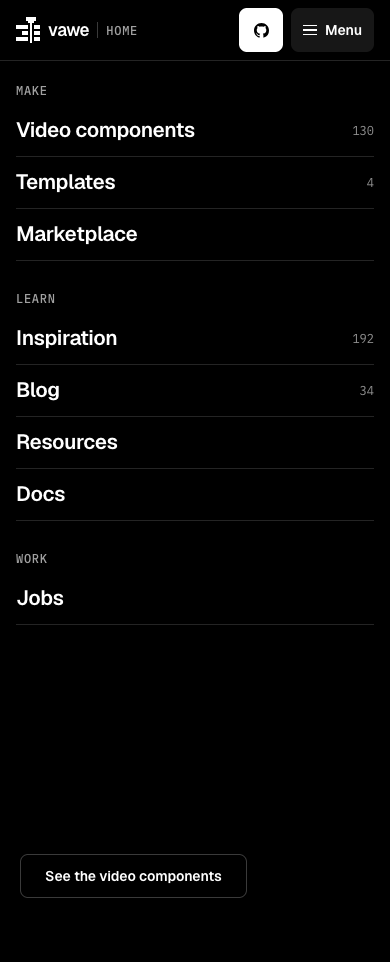 vawe HOME Menu
MAKE
Video components 130
Templates 4
Marketplace
LEARN
Inspiration 192
Blog 34
Resources
Docs
WORK
Jobs
See the video components